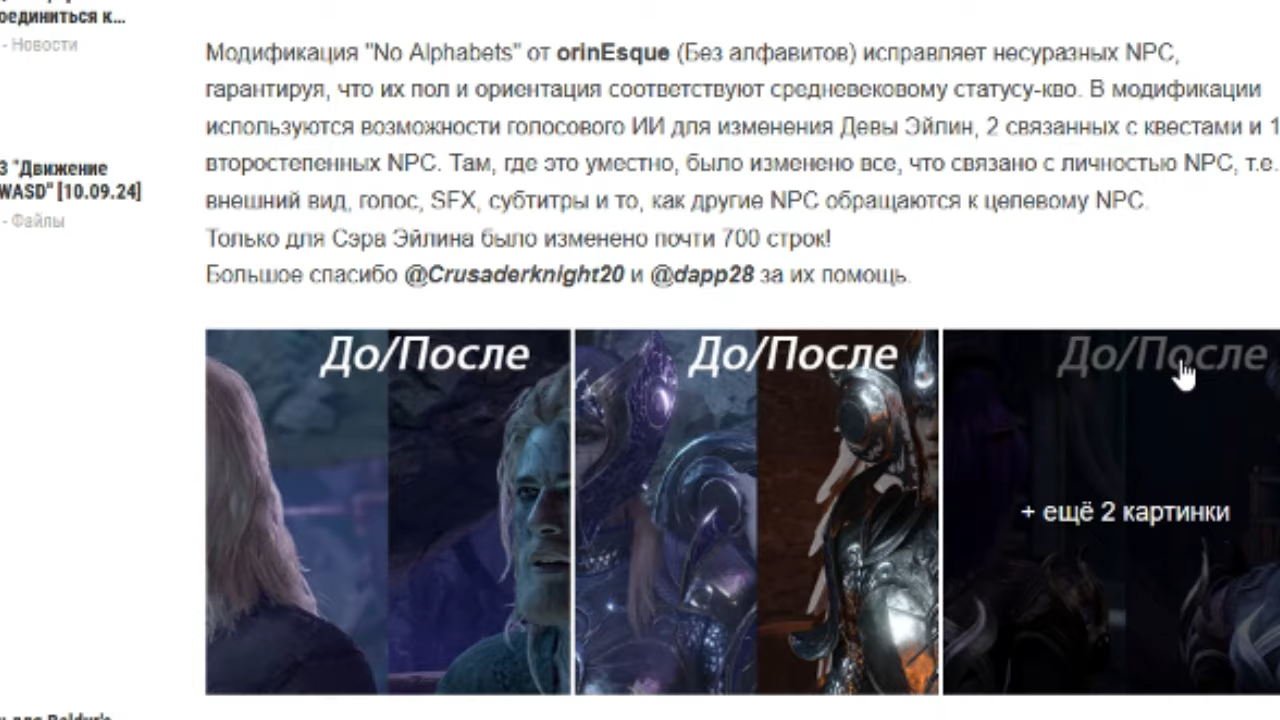 оединиться к...
- Новости
Модификация "No Alphabets" от orinEsque (Без алфавитов) исправляет несуразных NPC,
гарантируя, что их пол и ориентация соответствуют средневековому статусу-кво. В модификации
используются возможности голосового ИИ для изменения Девы Эйлин, 2 связанных с квестами и 1
второстепенных NPC. Там, где это уместно, было изменено все, что связано с личностью NPC, т.е.
внешний вид, голос, SFX, субтитры и то, как другие NPC обращаются к целевому NPC.
Только для Сэра Эйлина было изменено почти 700 строк!
Большое спасибо @Crusaderknight20 и @dapp28 за их помощь.
3 "Движение
WASD" [10.09.24]
- Файлы
До/После
До/После
До/После
+ ещё 2 картинки
для Baldur's